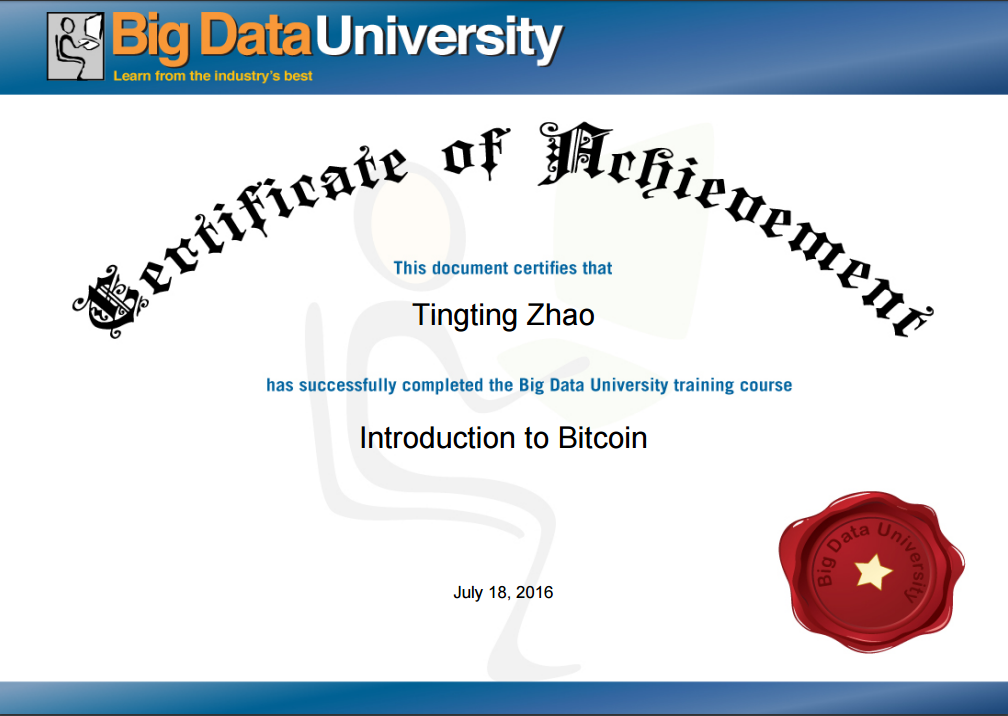 Big Data University
Learn from the industry's best
Certificate of Achievement
This document certifies that
Tingting Zhao
has successfully completed the Big Data University training course
Introduction to Bitcoin
Big Data University
July 18, 2016